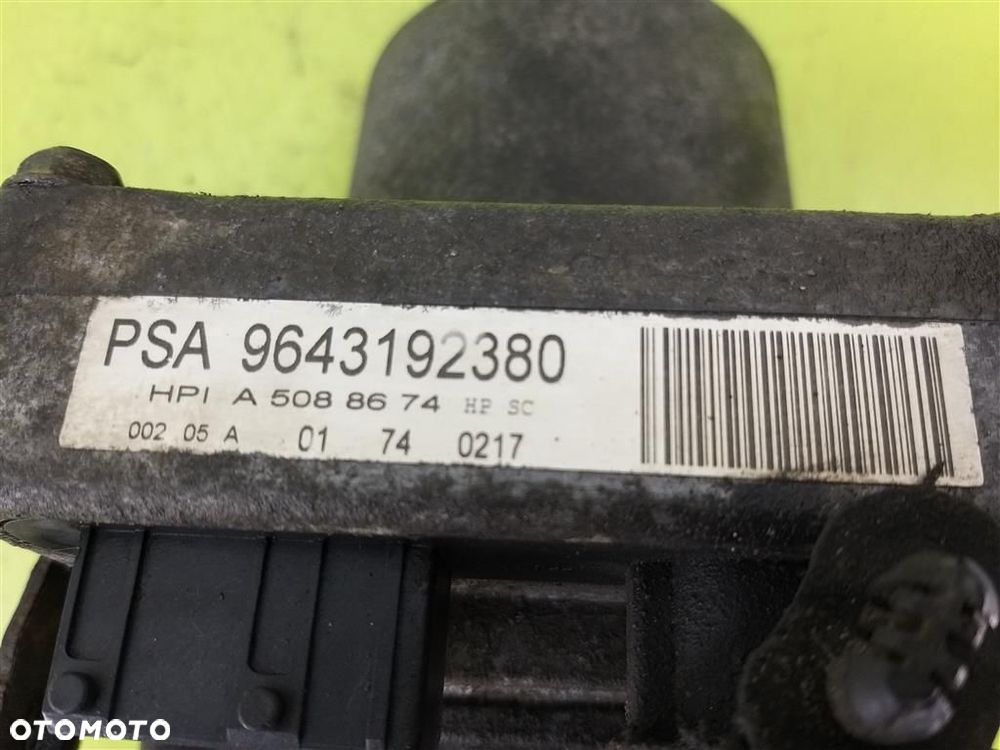 PSA 9643192380
HPI A 508 86 74 HP SC
002 05 A 01 74 0217
OTOMOTO